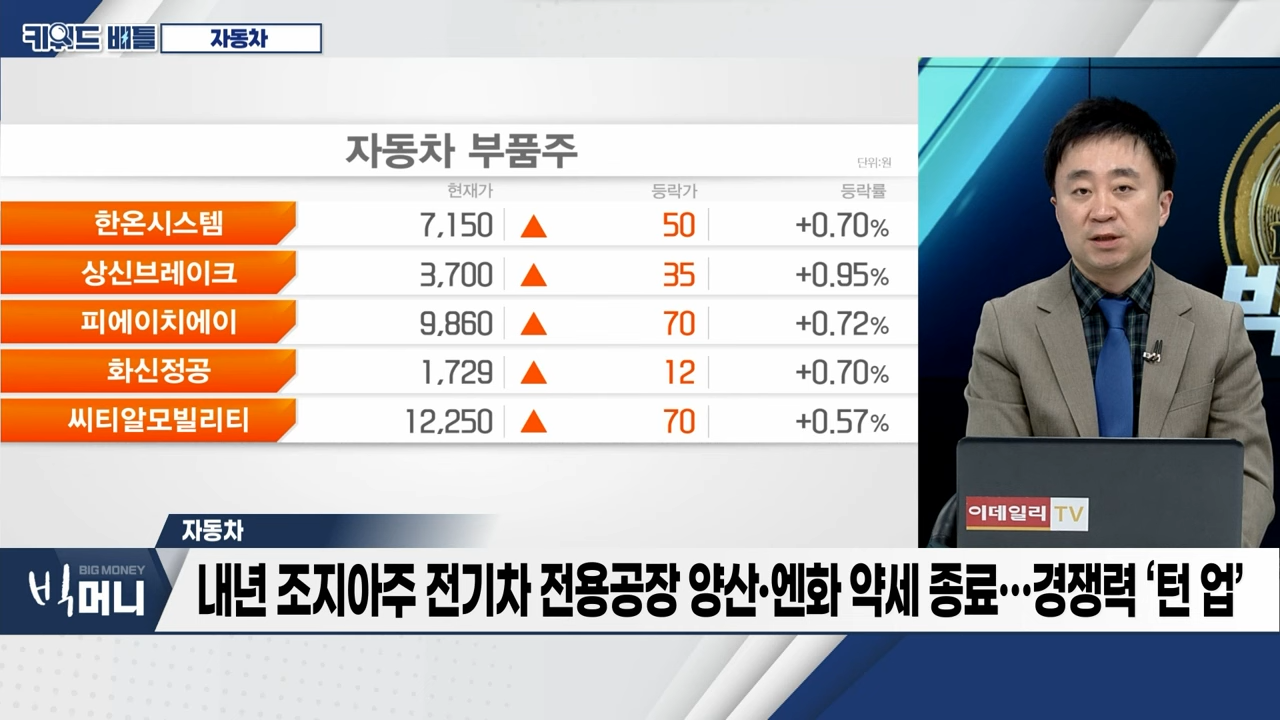 키워드 배틀
자동차
자동차 부품주
단위:원
현재가 등락가 등락률
한온시스템 7,150 ▲ 50 +0.70%
상신브레이크 3,700 ▲ 35 +0.95%
피에이치에이 9,860 ▲ 70 +0.72%
화신정공 1,729 ▲ 12 +0.70%
씨티알모빌리티 12,250 ▲ 70 +0.57%
이데일리 TV
자동차
BIG MONEY
빅머니
내년 조지아주 전기차 전용공장 양산·엔화 약세 종료…경쟁력 ‘턴 업’